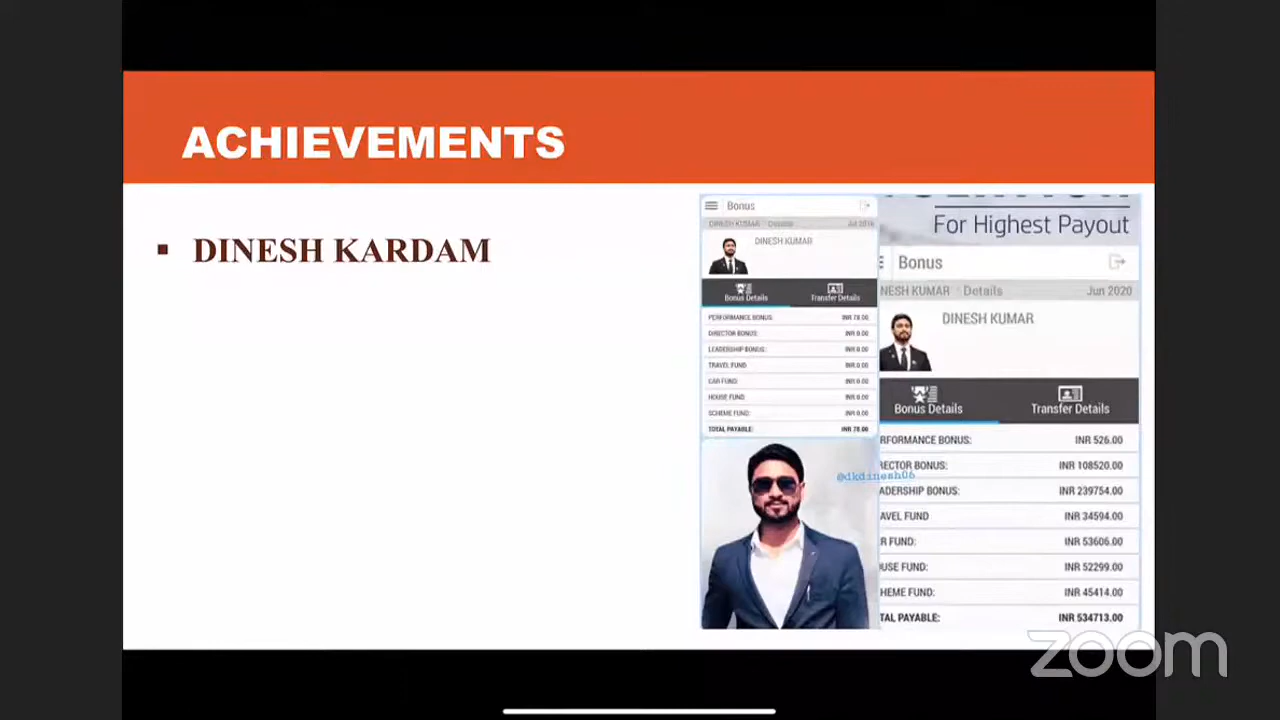 ACHIEVEMENTS
▪ DINESH KARDAM
Bonus
DINESH KUMAR Details
DINESH KUMAR
Bonus Details Transfer Details
PERFORMANCE BONUS: INR 78.00
DIRECTOR BONUS: INR 0.00
LEADERSHIP BONUS: INR 0.00
TRAVEL FUND INR 0.00
CAR FUND: INR 0.00
HOUSE FUND: INR 0.00
SCHEME FUND: INR 0.00
TOTAL PAYABLE: INR 78.00
For Highest Payout
Bonus
NESH KUMAR Details Jun 2020
DINESH KUMAR
Bonus Details Transfer Details
RFORMANCE BONUS: INR 526.00
RECTOR BONUS: INR 108520.00
ADERSHIP BONUS: INR 239754.00
AVEL FUND INR 34594.00
R FUND: INR 53606.00
USE FUND: INR 52299.00
HEME FUND: INR 45414.00
TAL PAYABLE: INR 534713.00
@dkdinesh06
zoom